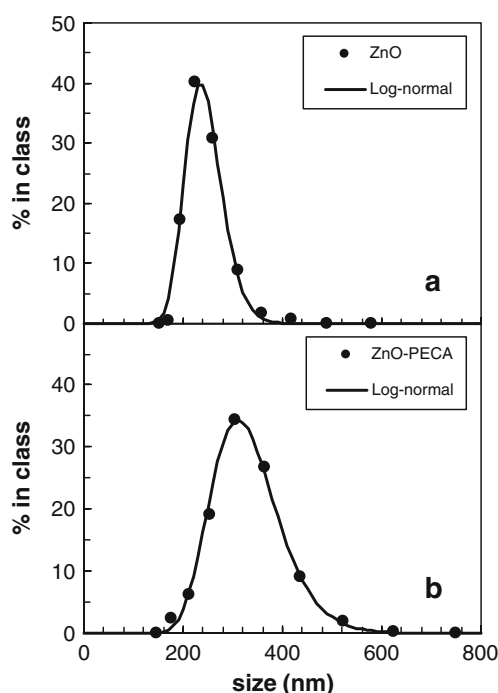 50
40
30
20
10
0
% in class
ZnO
Log-normal
a
40
30
20
10
0
% in class
ZnO-PECA
Log-normal
b
0 200 400 600 800
size (nm)